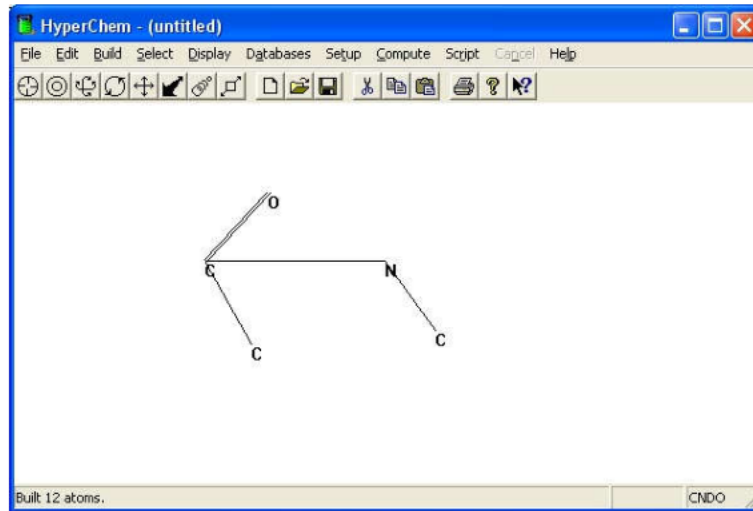 HyperChem - (untitled)
File Edit Build Select Display Databases Setup Compute Script Cancel Help
O
C N
C C
Built 12 atoms. CNDO